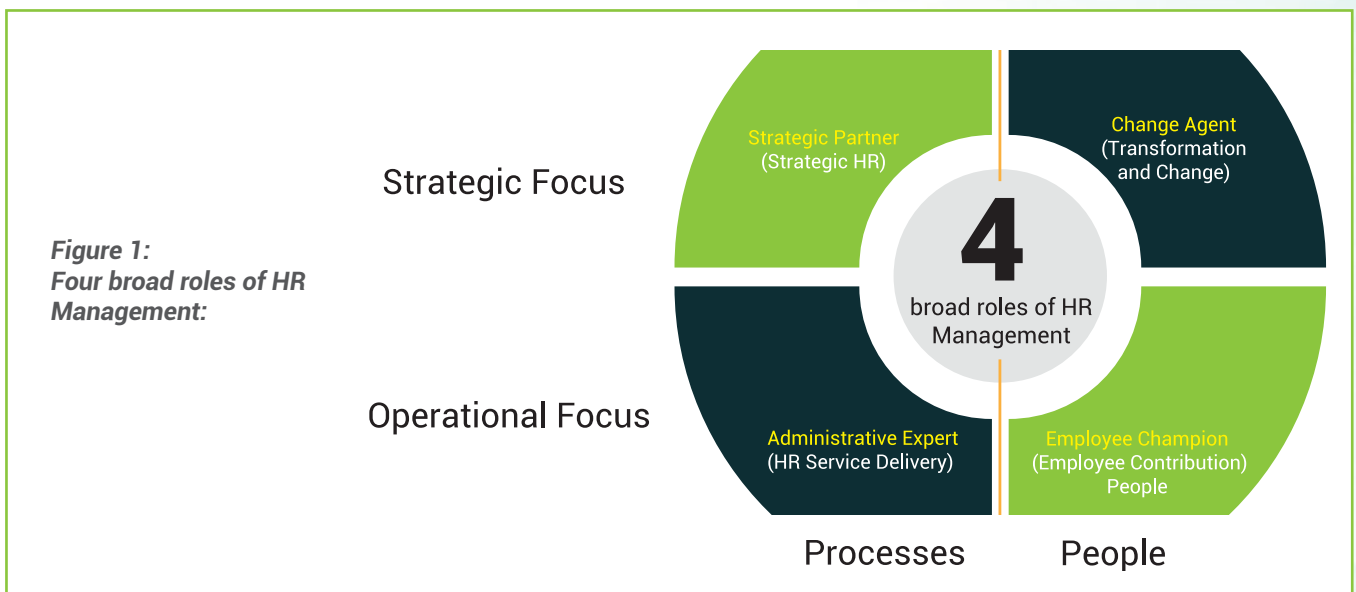 Figure 1:
Four broad roles of HR
Management:
Strategic Focus
Operational Focus
Strategic Partner
(Strategic HR)
Change Agent
(Transformation
and Change)
4
broad roles of HR
Management
Administrative Expert
(HR Service Delivery)
Employee Champion
(Employee Contribution)
People
Processes
People